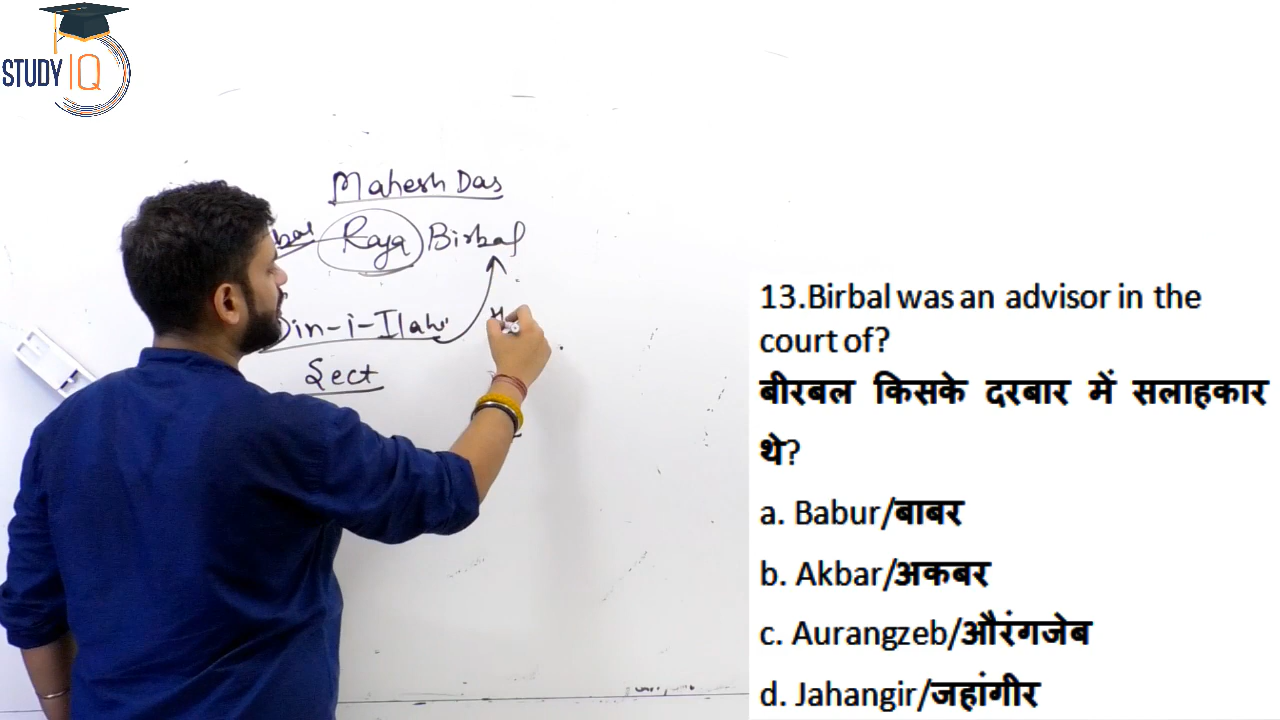 STUDY IQ
Mahesh Das
Raja Birbal
Din-i-Ilahi
Sect
13.Birbal was an advisor in the
court of?
बीरबल किसके दरबार में सलाहकार
थे?
a. Babur/बाबर
b. Akbar/अकबर
c. Aurangzeb/औरंगजेब
d. Jahangir/जहांगीर